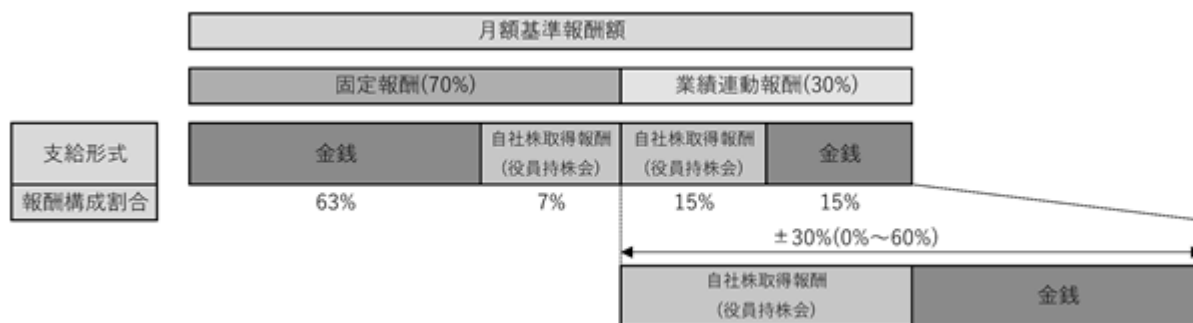 月額基準報酬額
固定報酬(70%) 業績連動報酬(30%)
支給形式 金銭 自社株取得報酬 自社株取得報酬 金銭
(役員持株会) (役員持株会)
報酬構成割合 63% 7% 15% 15%
±30%(0%～60%)
自社株取得報酬 金銭
(役員持株会)